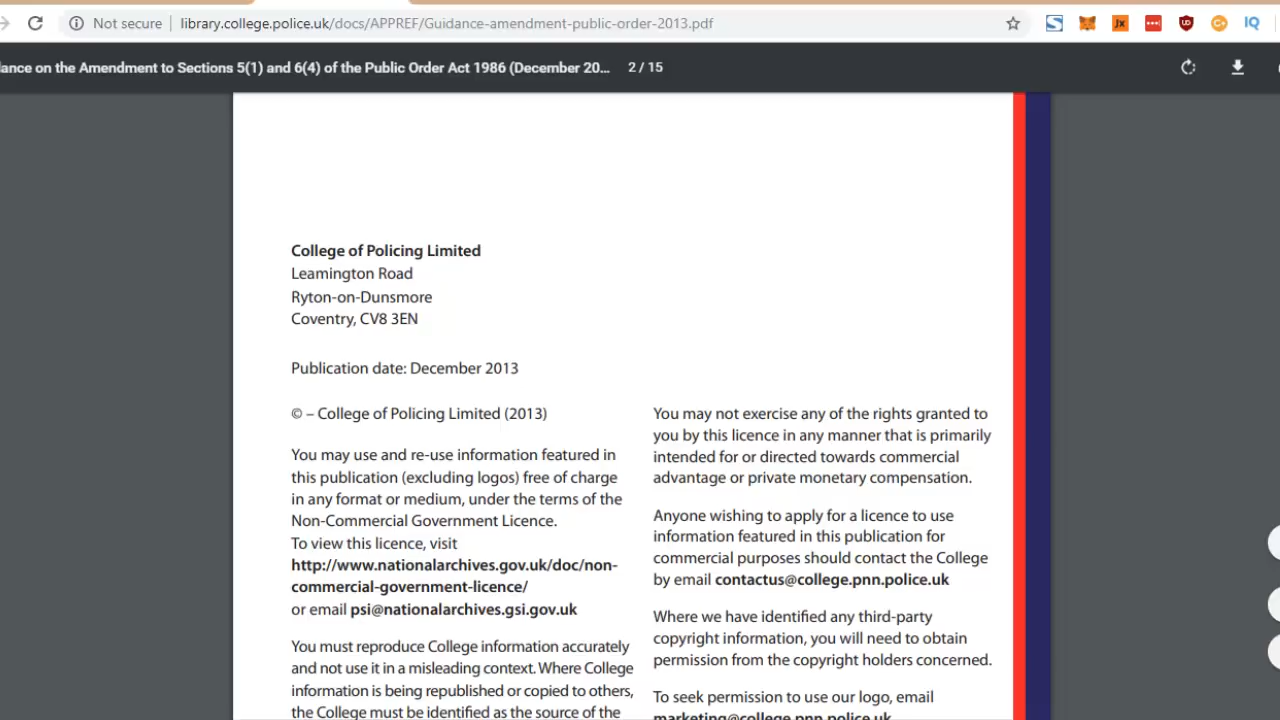 Not secure | library.college.police.uk/docs/APPREF/Guidance-amendment-public-order-2013.pdf
JX
UD
C+
IQ
ance on the Amendment to Sections 5(1) and 6(4) of the Public Order Act 1986 (December 20... 2 / 15
College of Policing Limited
Leamington Road
Ryton-on-Dunsmore
Coventry, CV8 3EN
Publication date: December 2013
© – College of Policing Limited (2013)
You may use and re-use information featured in
this publication (excluding logos) free of charge
in any format or medium, under the terms of the
Non-Commercial Government Licence.
To view this licence, visit
http://www.nationalarchives.gov.uk/doc/non-
commercial-government-licence/
or email psi@nationalarchives.gsi.gov.uk
You must reproduce College information accurately
and not use it in a misleading context. Where College
information is being republished or copied to others,
the College must be identified as the source of the
You may not exercise any of the rights granted to
you by this licence in any manner that is primarily
intended for or directed towards commercial
advantage or private monetary compensation.
Anyone wishing to apply for a licence to use
information featured in this publication for
commercial purposes should contact the College
by email contactus@college.pnn.police.uk
Where we have identified any third-party
copyright information, you will need to obtain
permission from the copyright holders concerned.
To seek permission to use our logo, email
marketing@college.pnn.police.uk